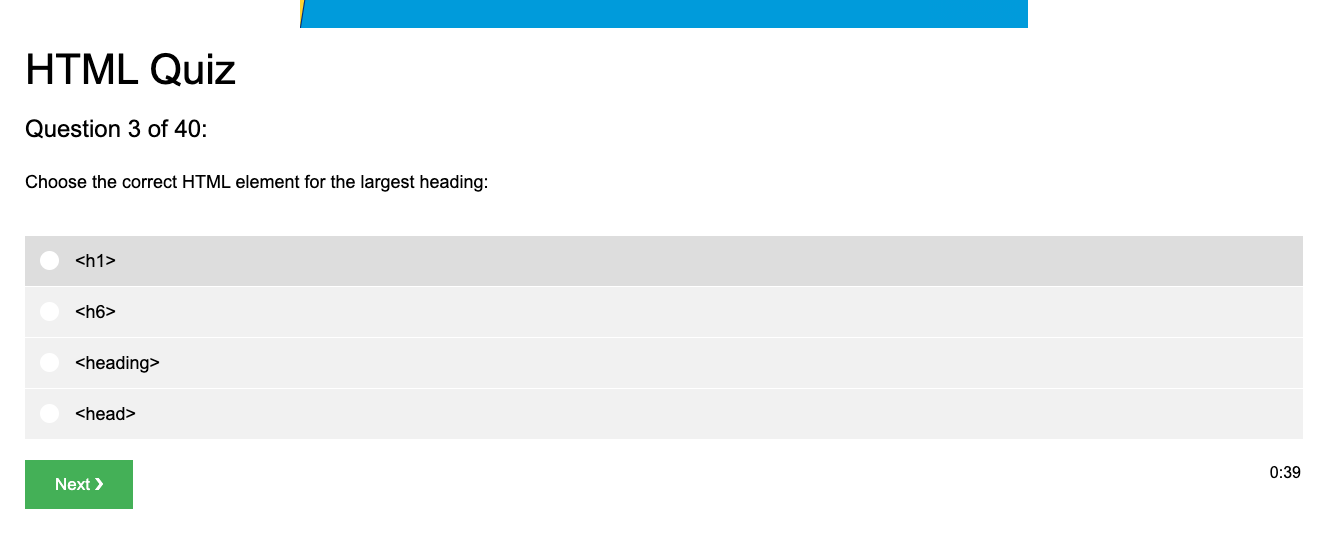 HTML Quiz
Question 3 of 40:
Choose the correct HTML element for the largest heading:
<h1>
<h6>
<heading>
<head>
Next ❯
0:39